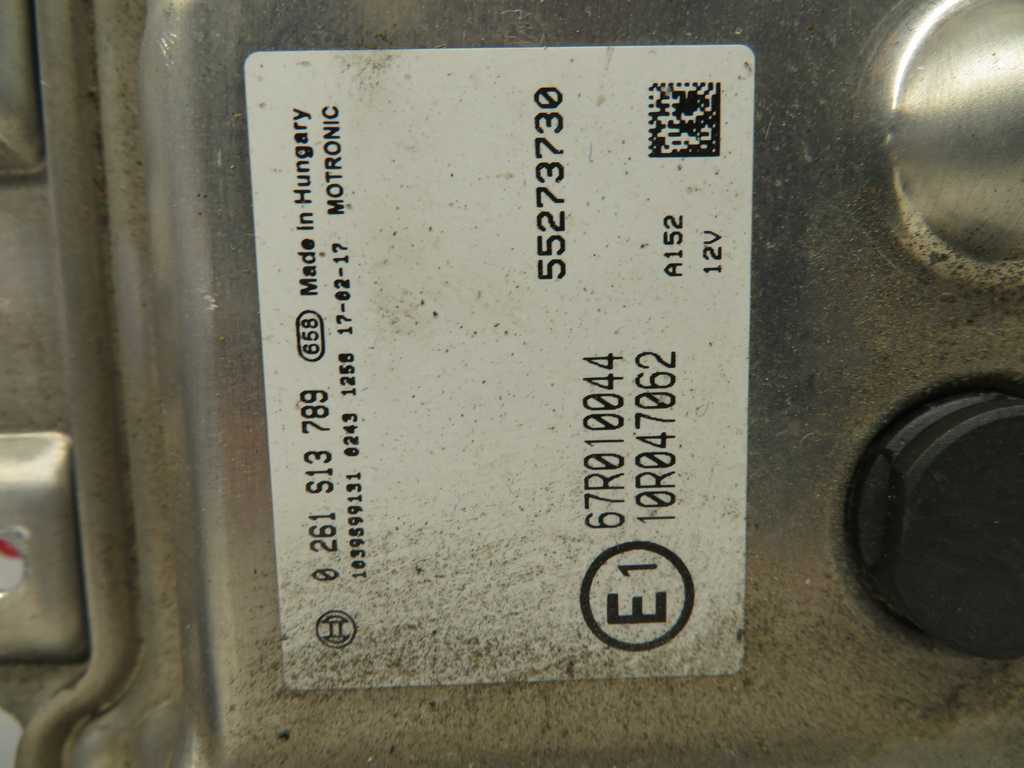 0 261 S13 789 658 Made in Hungary
1039S99131 0243 1258 17-02-17 MOTRONIC
55273730
67R010044
10R047062
E1
A152
12V